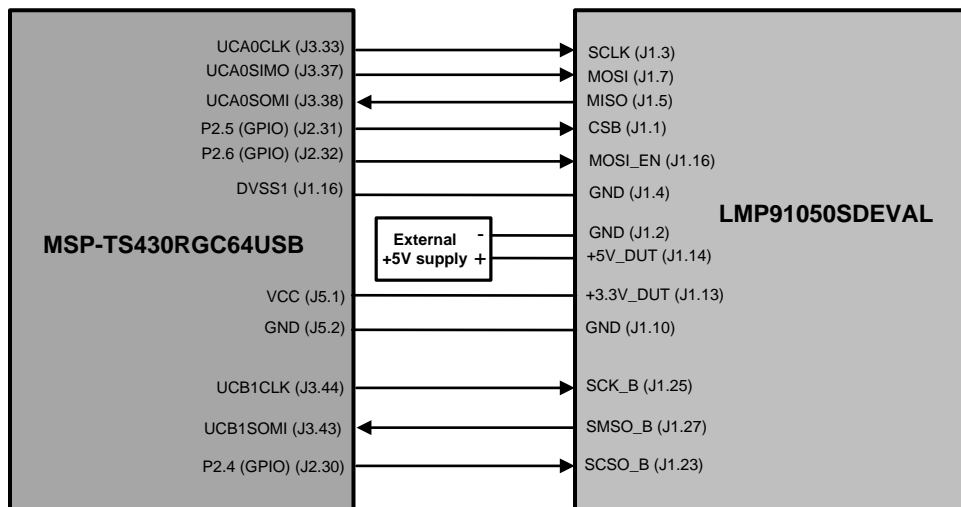 UCA0CLK (J3.33)
SCLK (J1.3)
UCA0SIMO (J3.37)
MOSI (J1.7)
UCA0SOMI (J3.38)
MISO (J1.5)
P2.5 (GPIO) (J2.31)
CSB (J1.1)
P2.6 (GPIO) (J2.32)
MOSI_EN (J1.16)
DVSS1 (J1.16)
GND (J1.4)
LMP91050SDEVAL
MSP-TS430RGC64USB
External -
+5V supply +
GND (J1.2)
+5V_DUT (J1.14)
VCC (J5.1)
+3.3V_DUT (J1.13)
GND (J5.2)
GND (J1.10)
UCB1CLK (J3.44)
SCK_B (J1.25)
UCB1SOMI (J3.43)
SMSO_B (J1.27)
P2.4 (GPIO) (J2.30)
SCSO_B (J1.23)